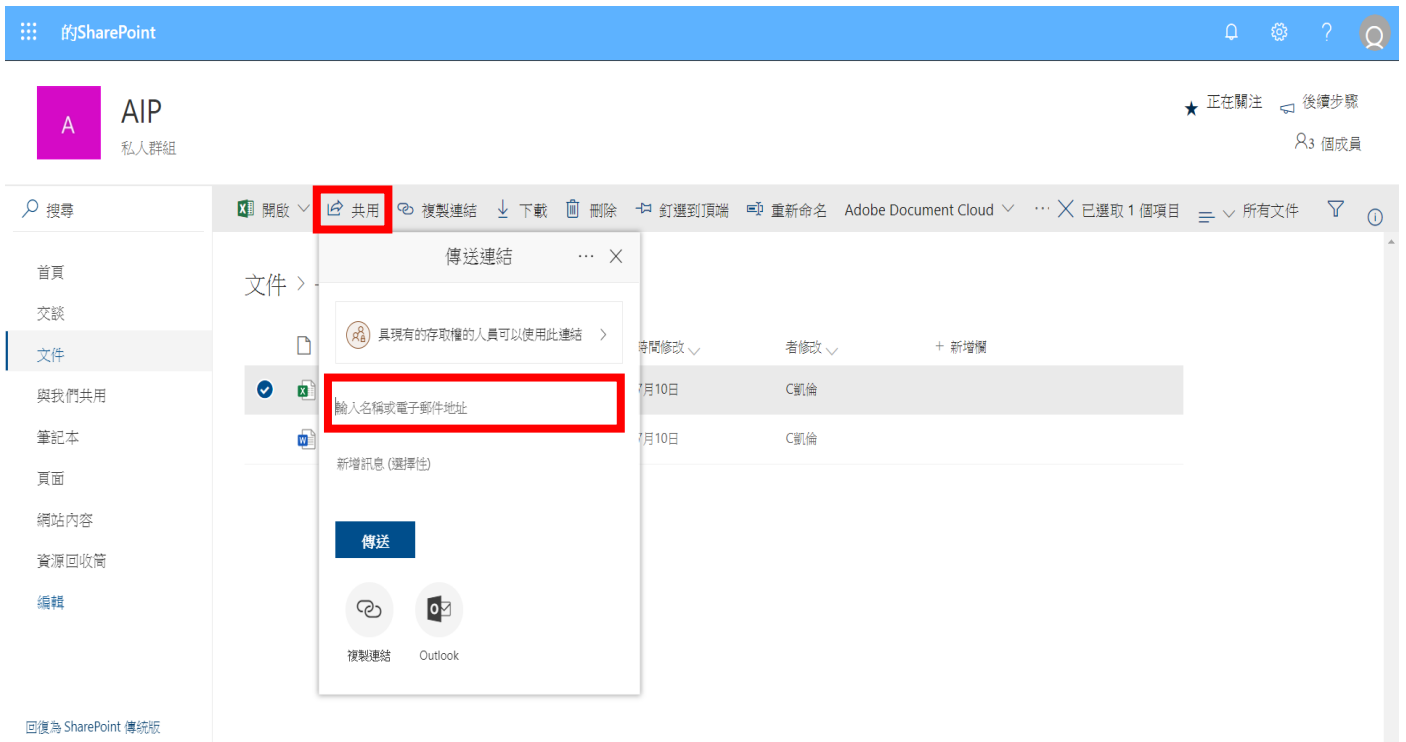 的SharePoint
?
A
AIP
私人群組
正在關注 後續步驟
3 個成員
搜尋
開啟 共用 複製連結 下載 刪除 釘選到頂端 重新命名 Adobe Document Cloud ··· 已選取 1 個項目 所有文件
首頁
交談
文件
與我們共用
筆記本
頁面
網站內容
資源回收筒
編輯
回復為 SharePoint 傳統版
文件 >
傳送連結 ···
具現有的存取權的人員可以使用此連結
輸入名稱或電子郵件地址
新增訊息 (選擇性)
傳送
複製連結 Outlook
時間修改 者修改 + 新增欄
7月10日 C凱倫
7月10日 C凱倫